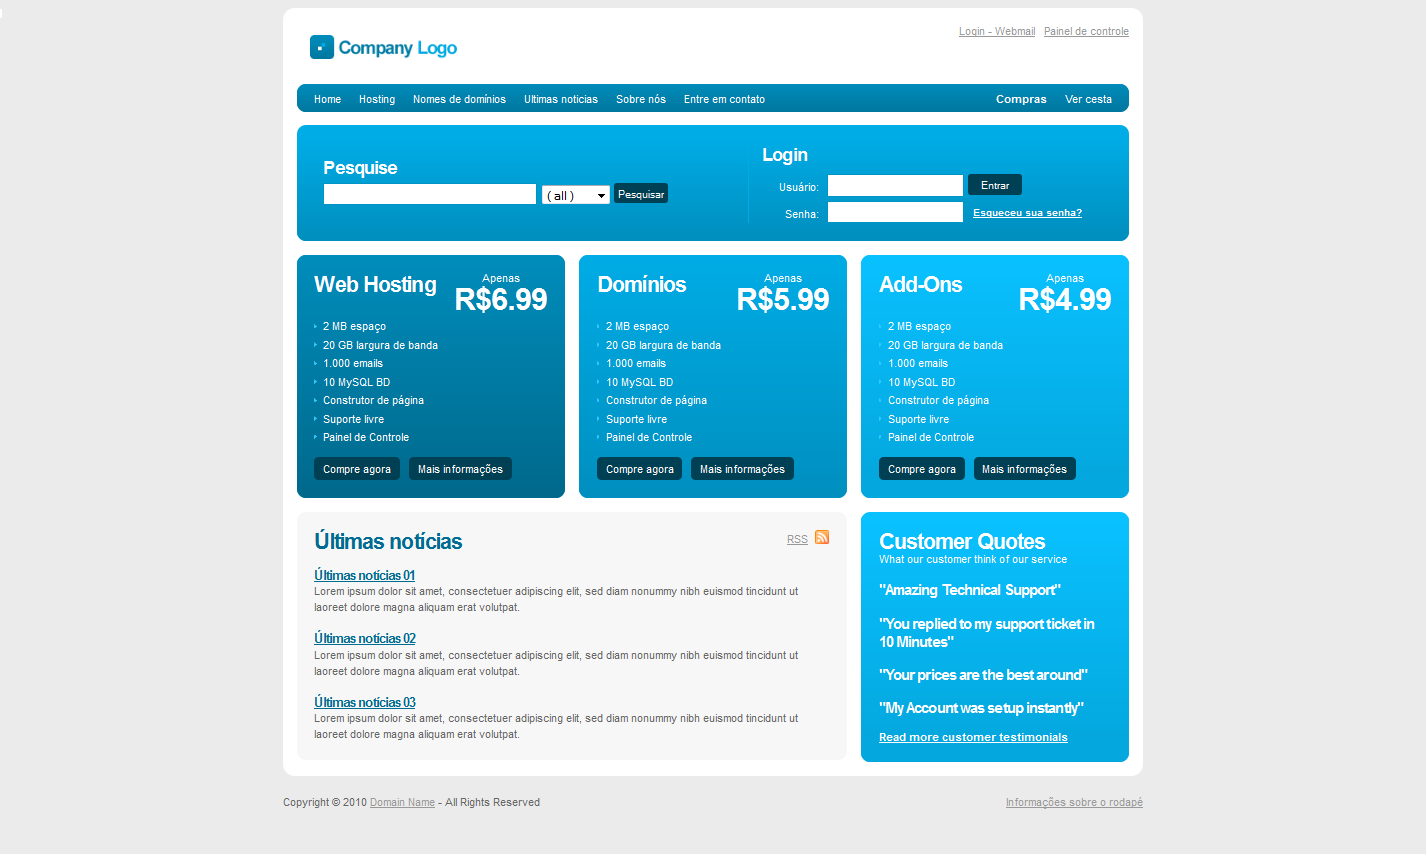 Company Logo
Login - Webmail Painel de controle
Home Hosting Nomes de domínios Ultimas noticias Sobre nós Entre em contato Compras Ver cesta
Pesquise
( all ) Pesquisar
Login
Usuário: Entrar
Senha: Esqueceu sua senha?
Web Hosting
Apenas
R$6.99
2 MB espaço
20 GB largura de banda
1.000 emails
10 MySQL BD
Construtor de página
Suporte livre
Painel de Controle
Compre agora Mais informações
Domínios
Apenas
R$5.99
2 MB espaço
20 GB largura de banda
1.000 emails
10 MySQL BD
Construtor de página
Suporte livre
Painel de Controle
Compre agora Mais informações
Add-Ons
Apenas
R$4.99
2 MB espaço
20 GB largura de banda
1.000 emails
10 MySQL BD
Construtor de página
Suporte livre
Painel de Controle
Compre agora Mais informações
Últimas notícias
RSS
Últimas notícias 01
Lorem ipsum dolor sit amet, consectetuer adipiscing elit, sed diam nonummy nibh euismod tincidunt ut
laoreet dolore magna aliquam erat volutpat.
Últimas notícias 02
Lorem ipsum dolor sit amet, consectetuer adipiscing elit, sed diam nonummy nibh euismod tincidunt ut
laoreet dolore magna aliquam erat volutpat.
Últimas notícias 03
Lorem ipsum dolor sit amet, consectetuer adipiscing elit, sed diam nonummy nibh euismod tincidunt ut
laoreet dolore magna aliquam erat volutpat.
Customer Quotes
What our customer think of our service
"Amazing Technical Support"
"You replied to my support ticket in
10 Minutes"
"Your prices are the best around"
"My Account was setup instantly"
Read more customer testimonials
Copyright © 2010 Domain Name - All Rights Reserved
Informações sobre o rodapé